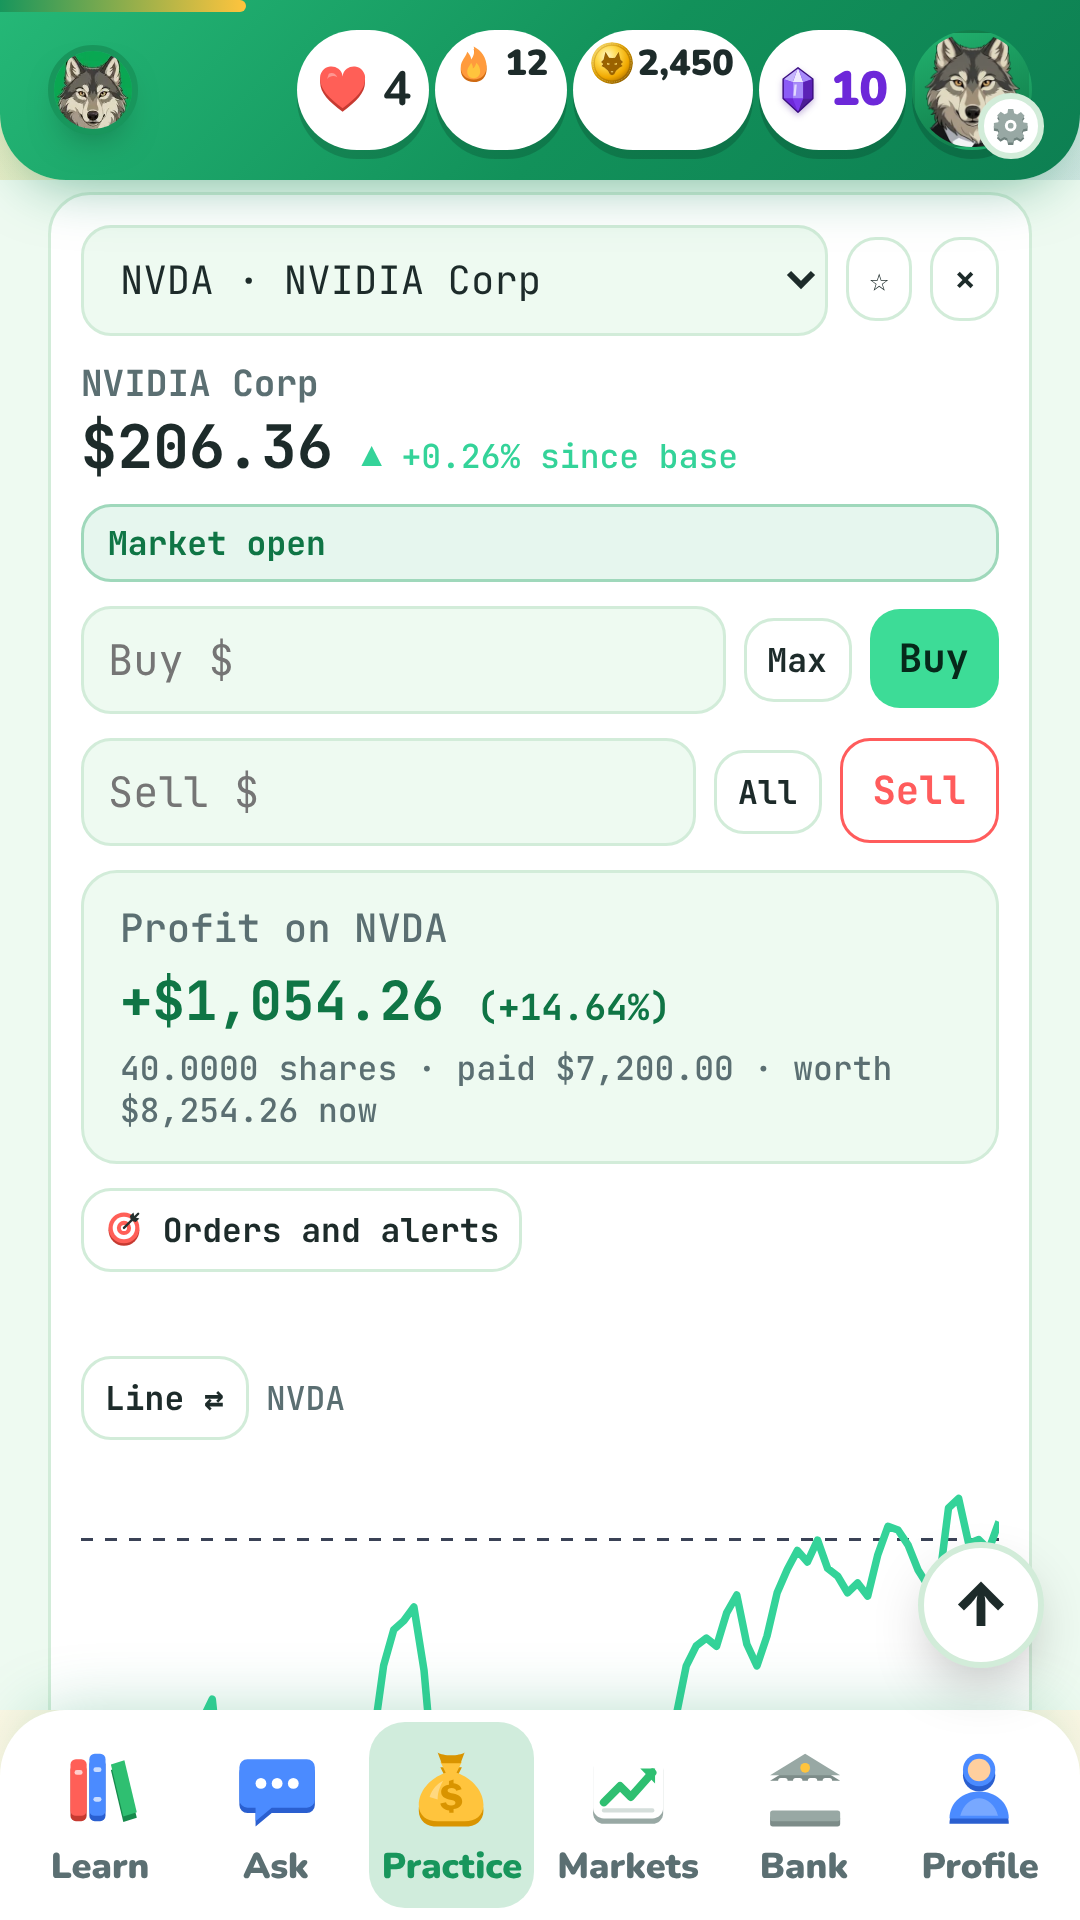 4
12
2,450
10
NVDA · NVIDIA Corp
☆
×
NVIDIA Corp
$206.36 ▲ +0.26% since base
Market open
Buy $
Max
Buy
Sell $
All
Sell
Profit on NVDA
+$1,054.26 (+14.64%)
40.0000 shares · paid $7,200.00 · worth
$8,254.26 now
Orders and alerts
Line ⇄
NVDA
Learn
Ask
Practice
Markets
Bank
Profile